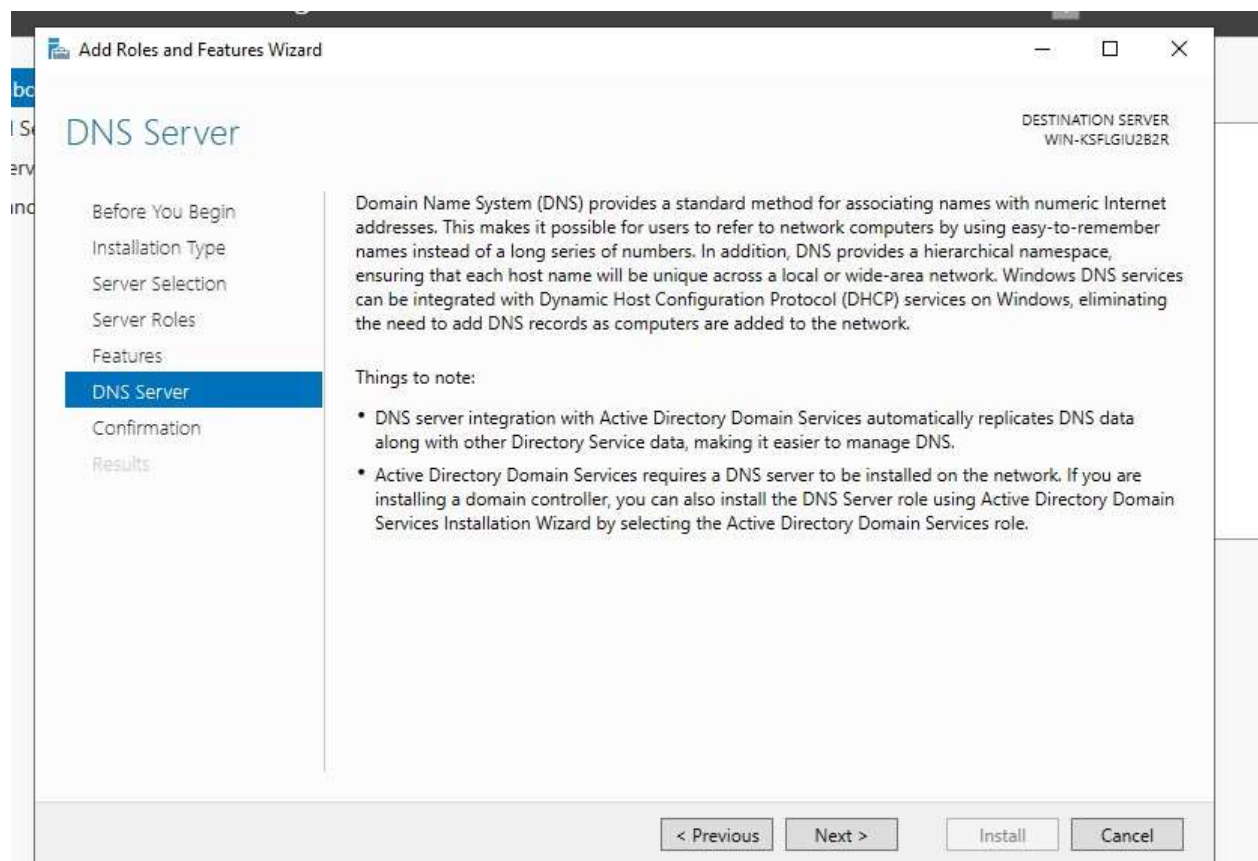 Add Roles and Features Wizard
DNS Server
DESTINATION SERVER
WIN-KSFLGIU2B2R
Before You Begin
Installation Type
Server Selection
Server Roles
Features
DNS Server
Confirmation
Results
Domain Name System (DNS) provides a standard method for associating names with numeric Internet
addresses. This makes it possible for users to refer to network computers by using easy-to-remember
names instead of a long series of numbers. In addition, DNS provides a hierarchical namespace,
ensuring that each host name will be unique across a local or wide-area network. Windows DNS services
can be integrated with Dynamic Host Configuration Protocol (DHCP) services on Windows, eliminating
the need to add DNS records as computers are added to the network.
Things to note:
• DNS server integration with Active Directory Domain Services automatically replicates DNS data
along with other Directory Service data, making it easier to manage DNS.
• Active Directory Domain Services requires a DNS server to be installed on the network. If you are
installing a domain controller, you can also install the DNS Server role using Active Directory Domain
Services Installation Wizard by selecting the Active Directory Domain Services role.
< Previous
Next >
Install
Cancel